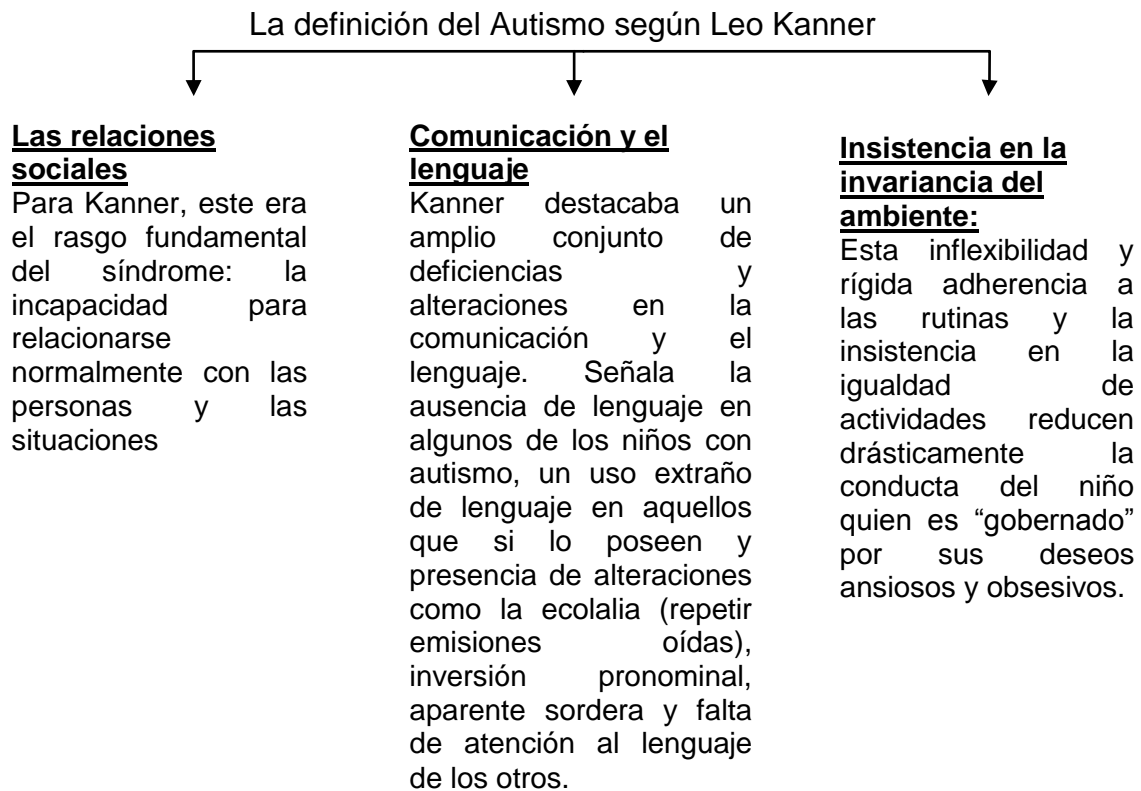 La definición del Autismo según Leo Kanner
Las relaciones
sociales
Para Kanner, este era
el rasgo fundamental
del síndrome: la
incapacidad para
relacionarse
normalmente con las
personas y las
situaciones
Comunicación y el
lenguaje
Kanner destacaba un
amplio conjunto de
deficiencias y
alteraciones en la
comunicación y el
lenguaje. Señala la
ausencia de lenguaje en
algunos de los niños con
autismo, un uso extraño
de lenguaje en aquellos
que si lo poseen y
presencia de alteraciones
como la ecolalia (repetir
emisiones oídas),
inversión pronominal,
aparente sordera y falta
de atención al lenguaje
de los otros.
Insistencia en la
invariancia del
ambiente:
Esta inflexibilidad y
rígida adherencia a
las rutinas y la
insistencia en la
igualdad de
actividades reducen
drásticamente la
conducta del niño
quien es “gobernado”
por sus deseos
ansiosos y obsesivos.